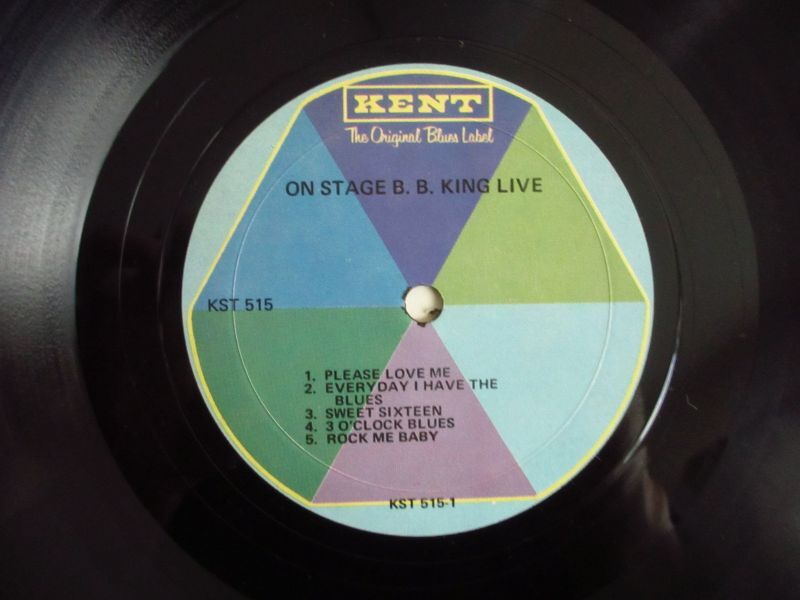 KENT
The Original Blues Label
ON STAGE B. B. KING LIVE
KST 515
1. PLEASE LOVE ME
2. EVERYDAY I HAVE THE
BLUES
3. SWEET SIXTEEN
4. 3 O'CLOCK BLUES
5. ROCK ME BABY
KST 515-1